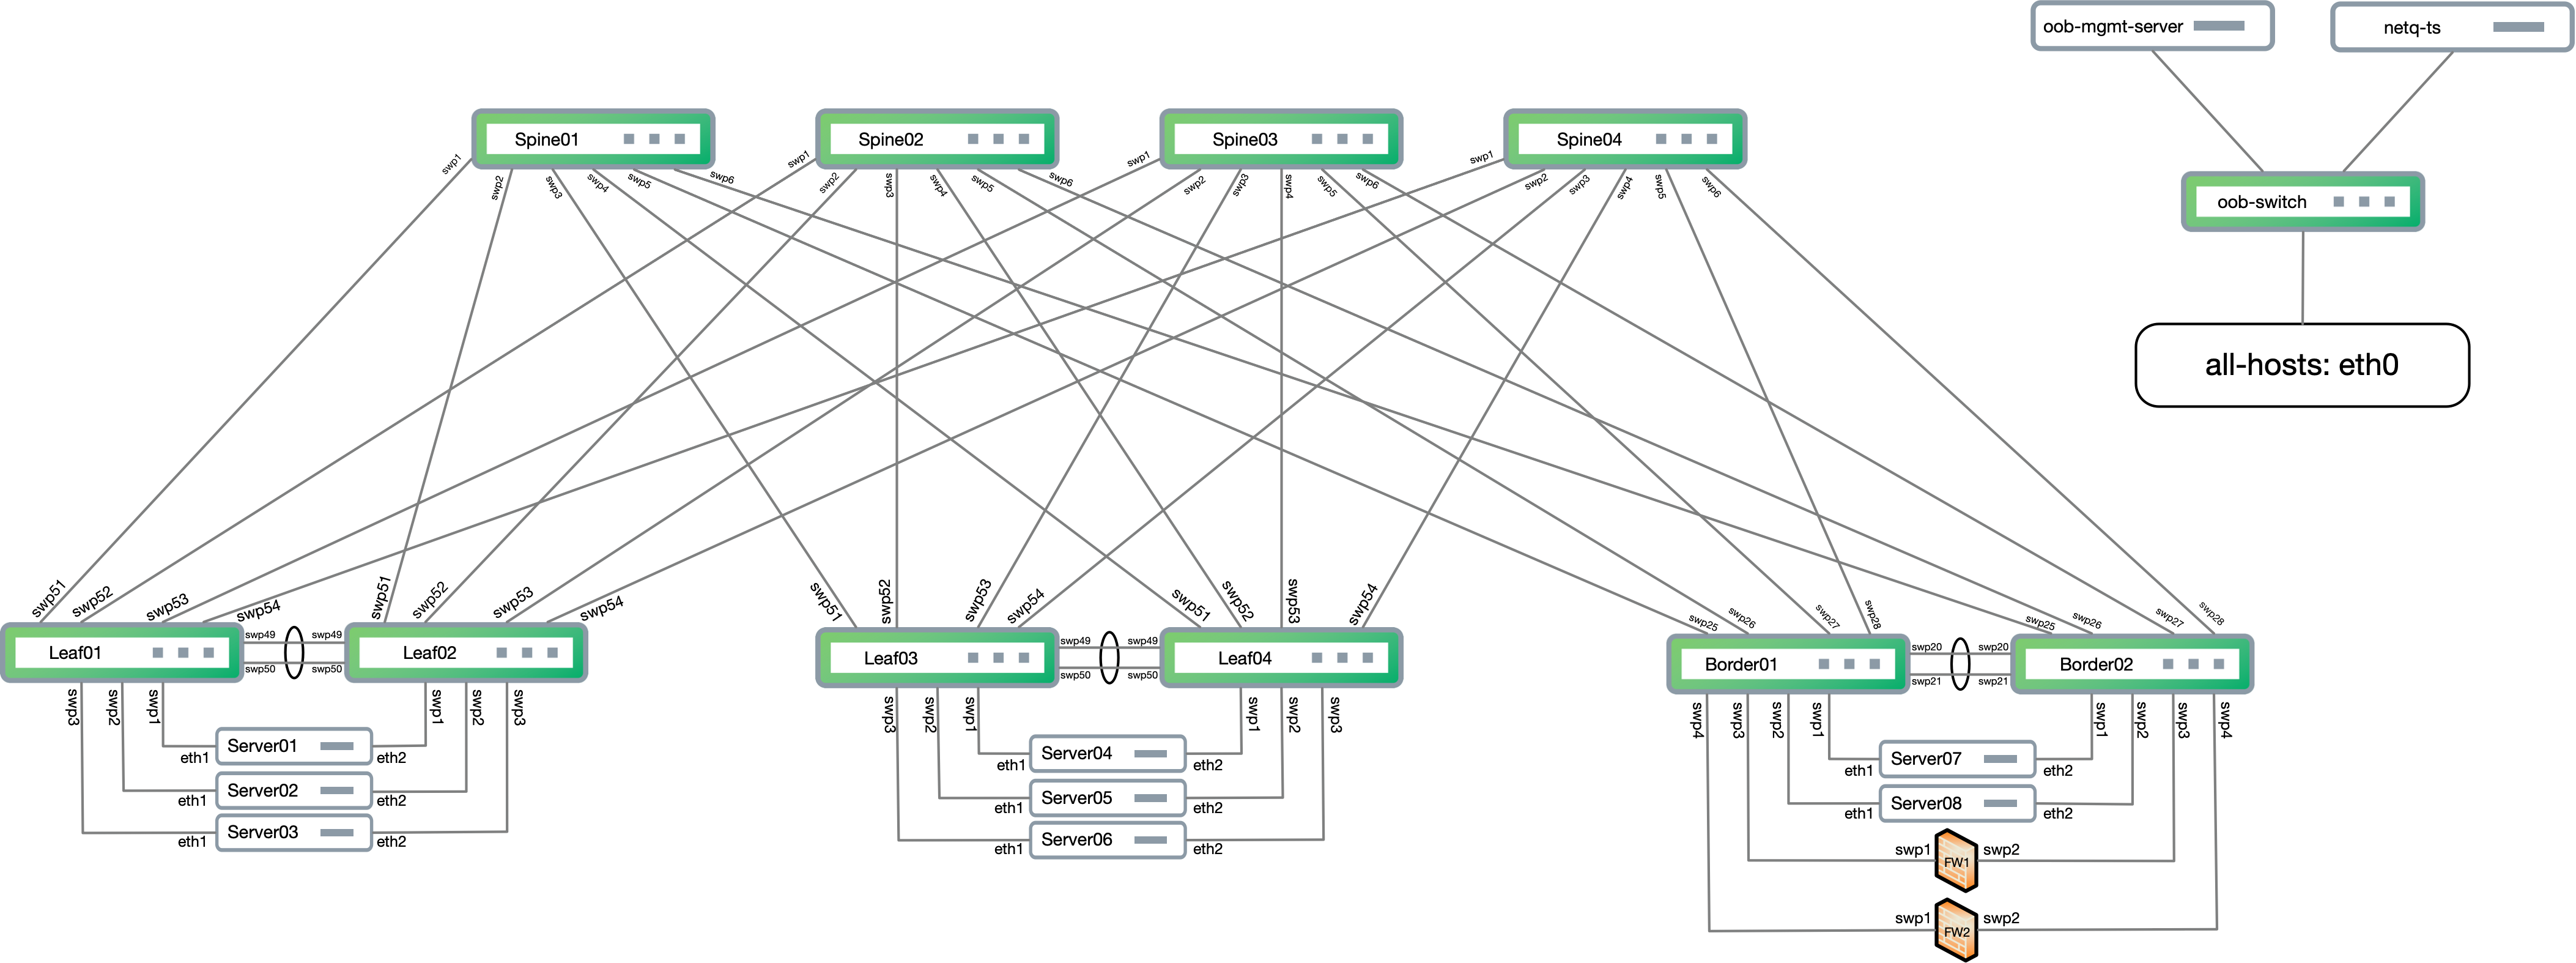 oob-mgmt-server
netq-ts
Spine01
Spine02
Spine03
Spine04
swp1
swp2
swp3
swp4
swp5
swp6
swp1
swp2
swp3
swp4
swp5
swp6
swp1
swp2
swp3
swp4
swp5
swp6
swp1
swp2
swp3
swp4
swp5
swp6
oob-switch
all-hosts: eth0
swp51
swp52
swp53
swp54
swp51
swp52
swp53
swp54
swp51
swp52
swp53
swp54
swp51
swp52
swp53
swp54
swp25
swp26
swp27
swp28
swp25
swp26
swp27
swp28
Leaf01
swp49
swp49
swp50
swp50
Leaf02
Leaf03
swp49
swp49
swp50
swp50
Leaf04
Border01
swp20
swp20
swp21
swp21
Border02
swp3
swp2
swp1
swp1
swp2
swp3
swp3
swp2
swp1
swp1
swp2
swp3
swp4
swp3
swp2
swp1
swp1
swp2
swp3
swp4
eth1
Server01
eth2
eth1
Server02
eth2
eth1
Server03
eth2
eth1
Server04
eth2
eth1
Server05
eth2
eth1
Server06
eth2
eth1
Server07
eth2
eth1
Server08
eth2
swp1
FW1
swp2
swp1
FW2
swp2